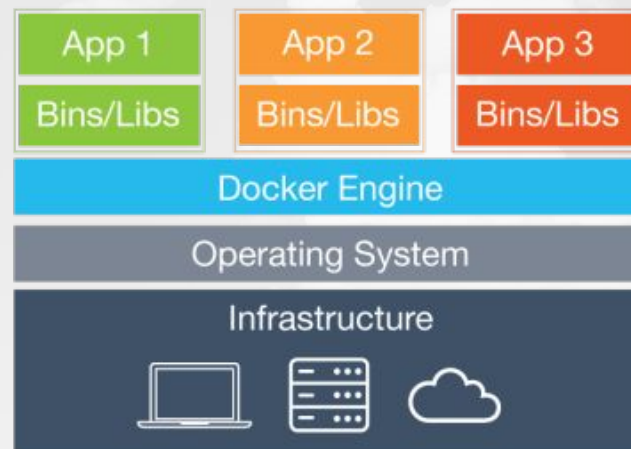 App 1
App 2
App 3
Bins/Libs
Bins/Libs
Bins/Libs
Docker Engine
Operating System
Infrastructure